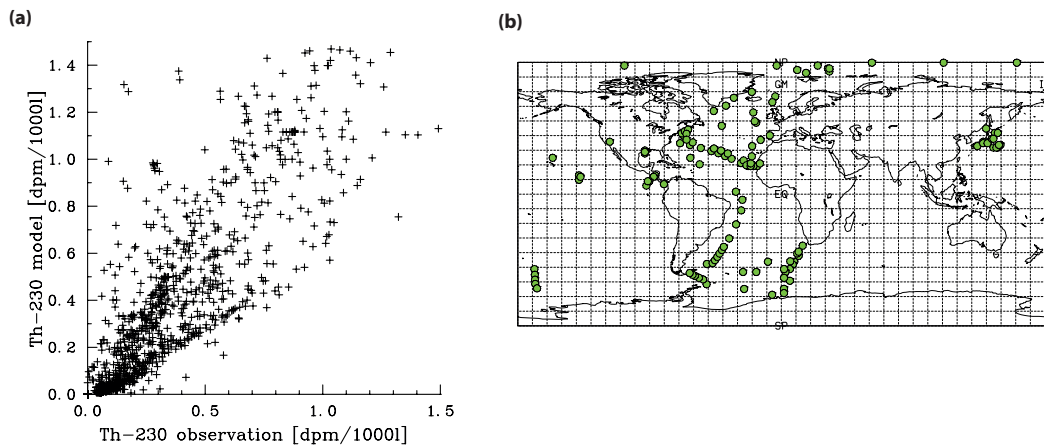 (a)
1.4
1.2
1.0
0.8
0.6
0.4
0.2
0.0
Th-230 model [dpm/1000l]
0.0 0.5 1.0 1.5
Th-230 observation [dpm/1000l]
(b)
NP
GM
EQ
SP